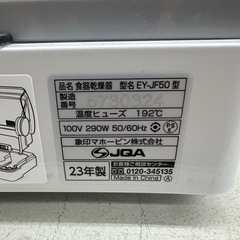 品名 食器乾燥器 型名 EY-JF50 型
製造番号
温度ヒューズ 192℃
100V 290W 50/60Hz
象印マホービン株式会社
JQA
お客様ご相談センター
0120-345135
23年製
Made in China